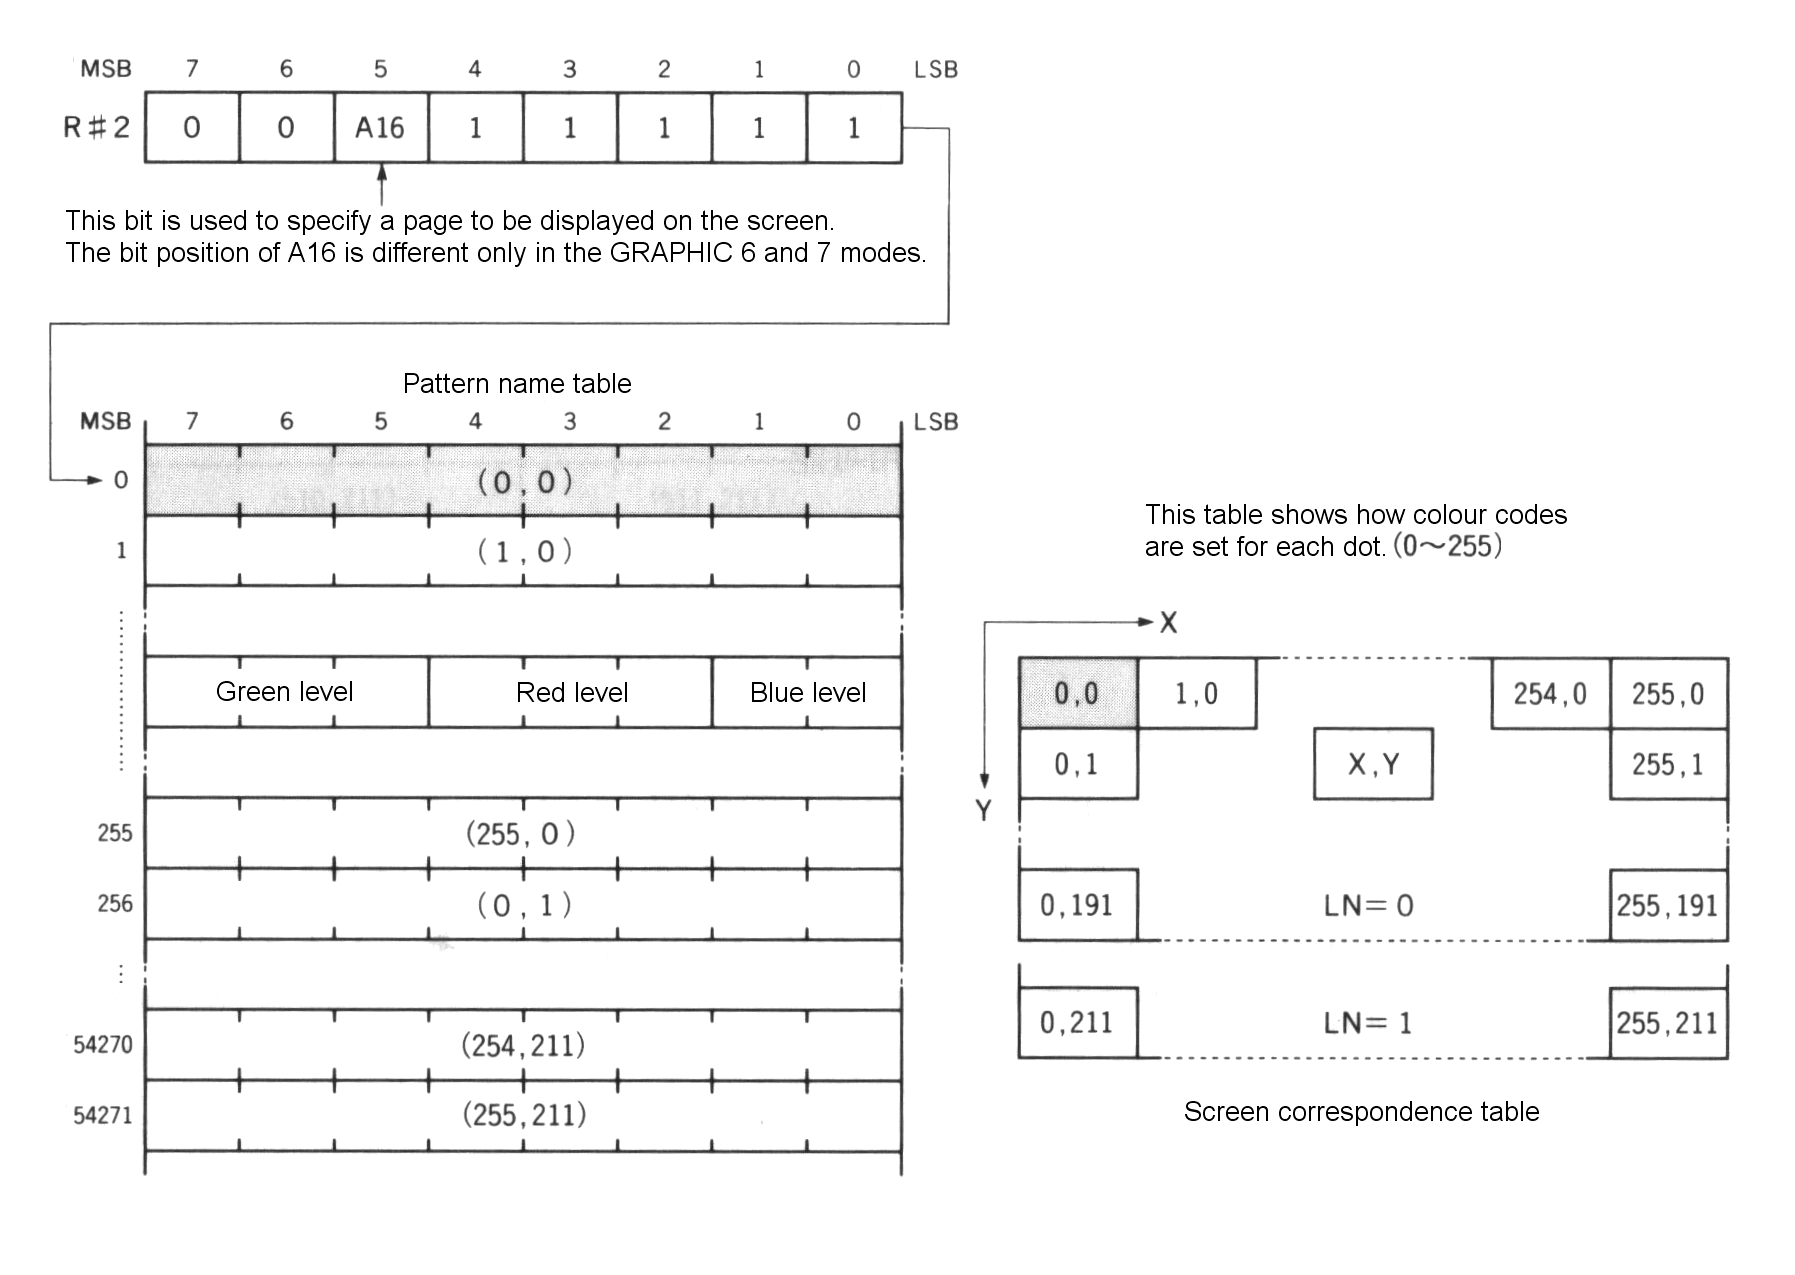 MSB 7 6 5 4 3 2 1 0 LSB
R#2 0 0 A16 1 1 1 1 1
This bit is used to specify a page to be displayed on the screen.
The bit position of A16 is different only in the GRAPHIC 6 and 7 modes.
Pattern name table
MSB 7 6 5 4 3 2 1 0 LSB
0 (0,0)
1 (1,0)
Green level Red level Blue level
255 (255,0)
256 (0,1)
54270 (254,211)
54271 (255,211)
This table shows how colour codes
are set for each dot. (0～255)
X
0,0 1,0 254,0 255,0
0,1 X,Y 255,1
Y
0,191 LN=0 255,191
0,211 LN=1 255,211
Screen correspondence table